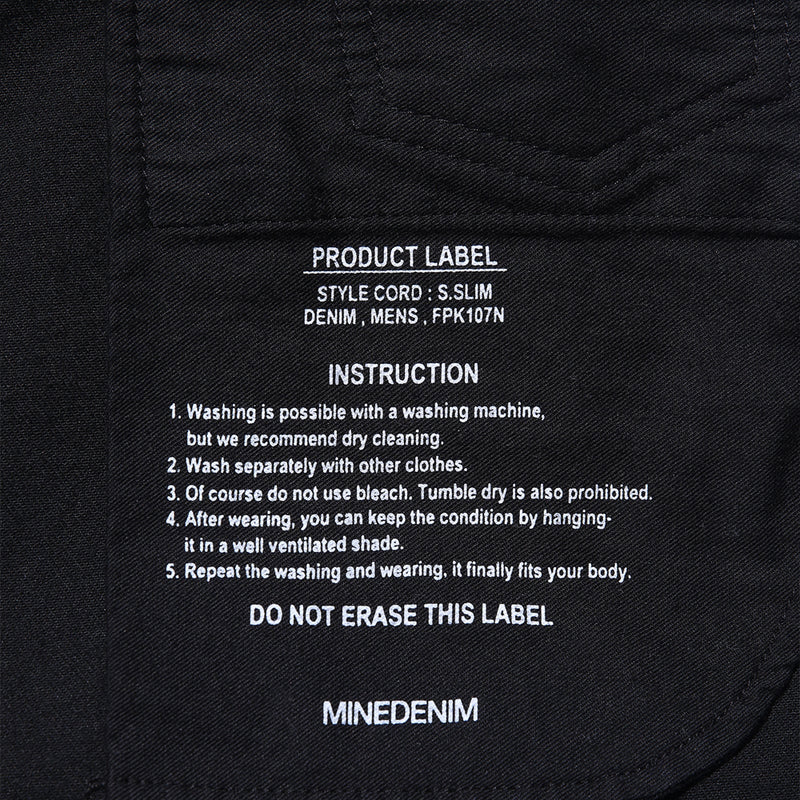 PRODUCT LABEL
STYLE CORD : S.SLIM
DENIM , MENS , FPK107N
INSTRUCTION
1. Washing is possible with a washing machine,
but we recommend dry cleaning.
2. Wash separately with other clothes.
3. Of course do not use bleach. Tumble dry is also prohibited.
4. After wearing, you can keep the condition by hanging-
it in a well ventilated shade.
5. Repeat the washing and wearing, it finally fits your body.
DO NOT ERASE THIS LABEL
MINEDENIM